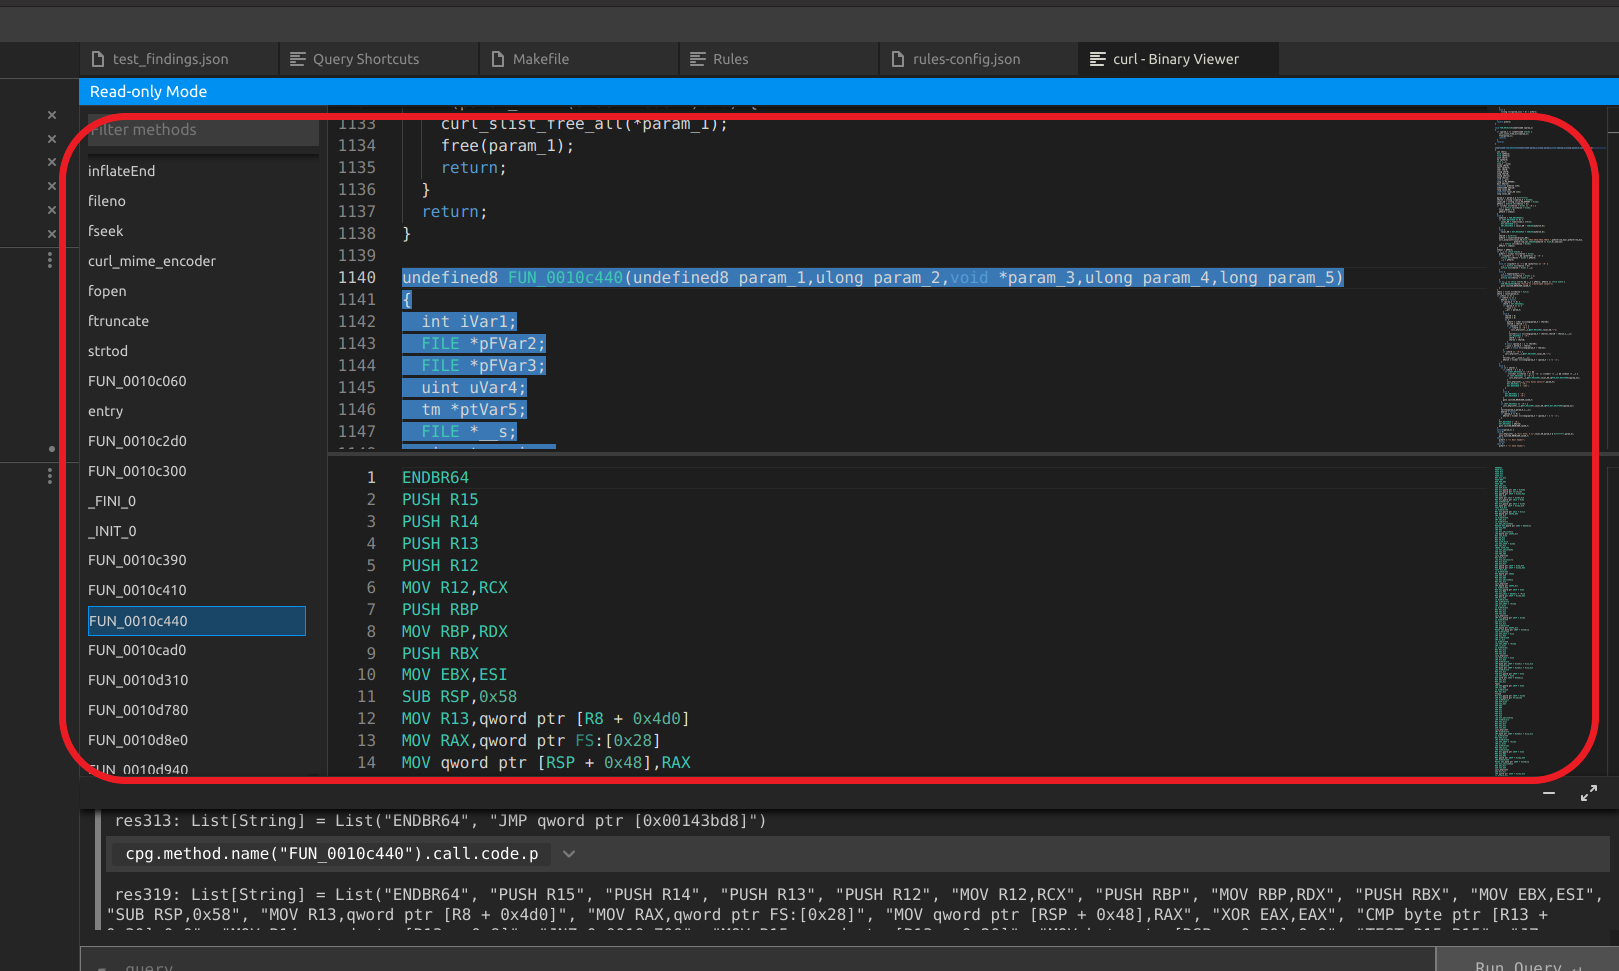 test_findings.json
Query Shortcuts
Makefile
Rules
rules-config.json
curl - Binary Viewer
Read-only Mode
Filter methods
inflateEnd
fileno
fseek
curl_mime_encoder
fopen
ftruncate
strtod
FUN_0010c060
entry
FUN_0010c2d0
FUN_0010c300
_FINI_0
_INIT_0
FUN_0010c390
FUN_0010c410
FUN_0010c440
FUN_0010cad0
FUN_0010d310
FUN_0010d780
FUN_0010d8e0
FUN_0010d940
1133 curl_slist_free_all(*param_1);
1134 free(param_1);
1135 return;
1136 }
1137 return;
1138 }
1139
1140 undefined8 FUN_0010c440(undefined8 param_1,ulong param_2,void *param_3,ulong param_4,long param_5)
1141 {
1142 int iVar1;
1143 FILE *pFVar2;
1144 FILE *pFVar3;
1145 uint uVar4;
1146 tm *ptVar5;
1147 FILE *__s;
1 ENDBR64
2 PUSH R15
3 PUSH R14
4 PUSH R13
5 PUSH R12
6 MOV R12,RCX
7 PUSH RBP
8 MOV RBP,RDX
9 PUSH RBX
10 MOV EBX,ESI
11 SUB RSP,0x58
12 MOV R13,qword ptr [R8 + 0x4d0]
13 MOV RAX,qword ptr FS:[0x28]
14 MOV qword ptr [RSP + 0x48],RAX
res313: List[String] = List("ENDBR64", "JMP qword ptr [0x00143bd8]")
cpg.method.name("FUN_0010c440").call.code.p
res319: List[String] = List("ENDBR64", "PUSH R15", "PUSH R14", "PUSH R13", "PUSH R12", "MOV R12,RCX", "PUSH RBP", "MOV RBP,RDX", "PUSH RBX", "MOV EBX,ESI",
"SUB RSP,0x58", "MOV R13,qword ptr [R8 + 0x4d0]", "MOV RAX,qword ptr FS:[0x28]", "MOV qword ptr [RSP + 0x48],RAX", "XOR EAX,EAX", "CMP byte ptr [R13 +
query
Run Query